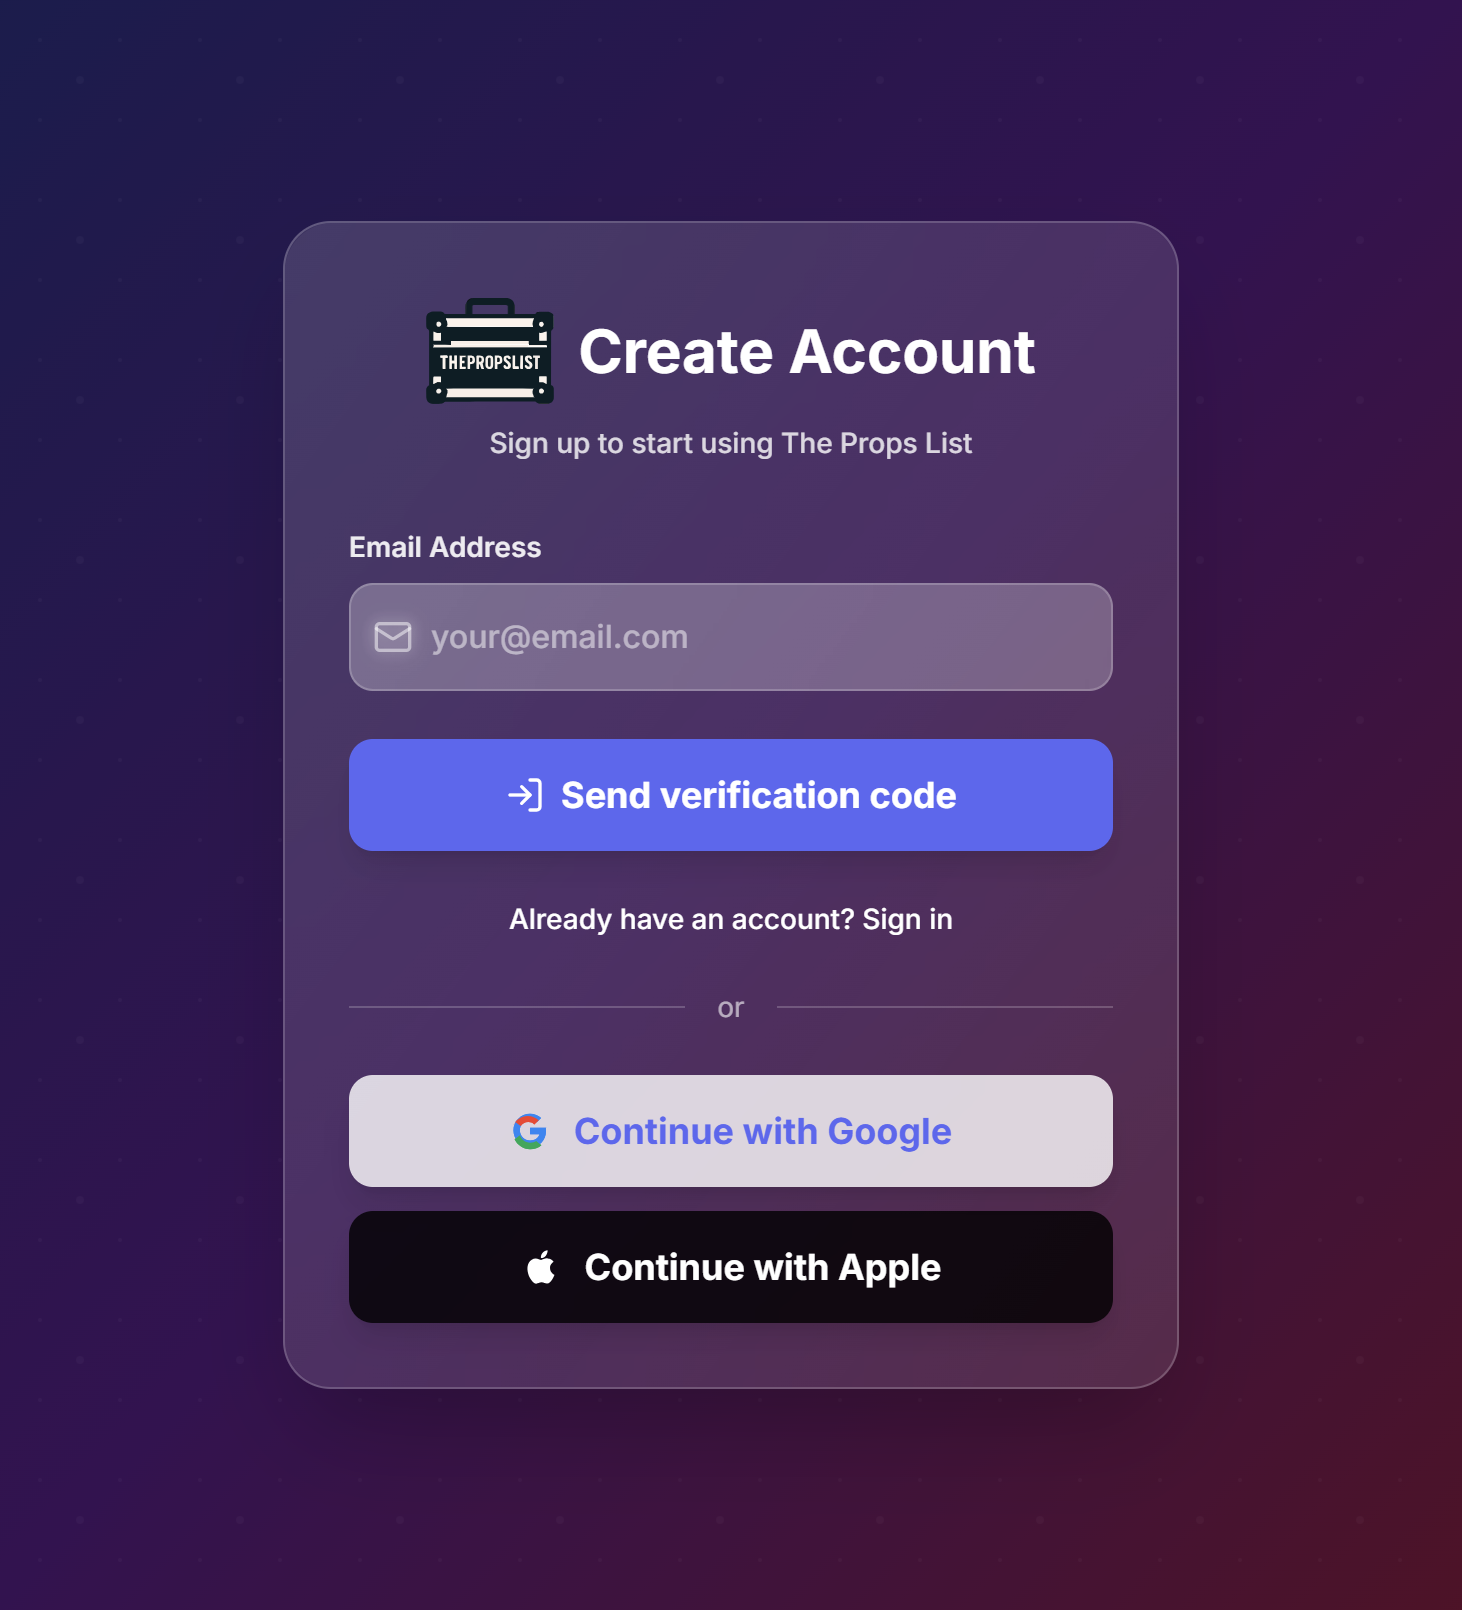 THEPROPSLIST
Create Account
Sign up to start using The Props List
Email Address
your@email.com
Send verification code
Already have an account? Sign in
or
Continue with Google
Continue with Apple